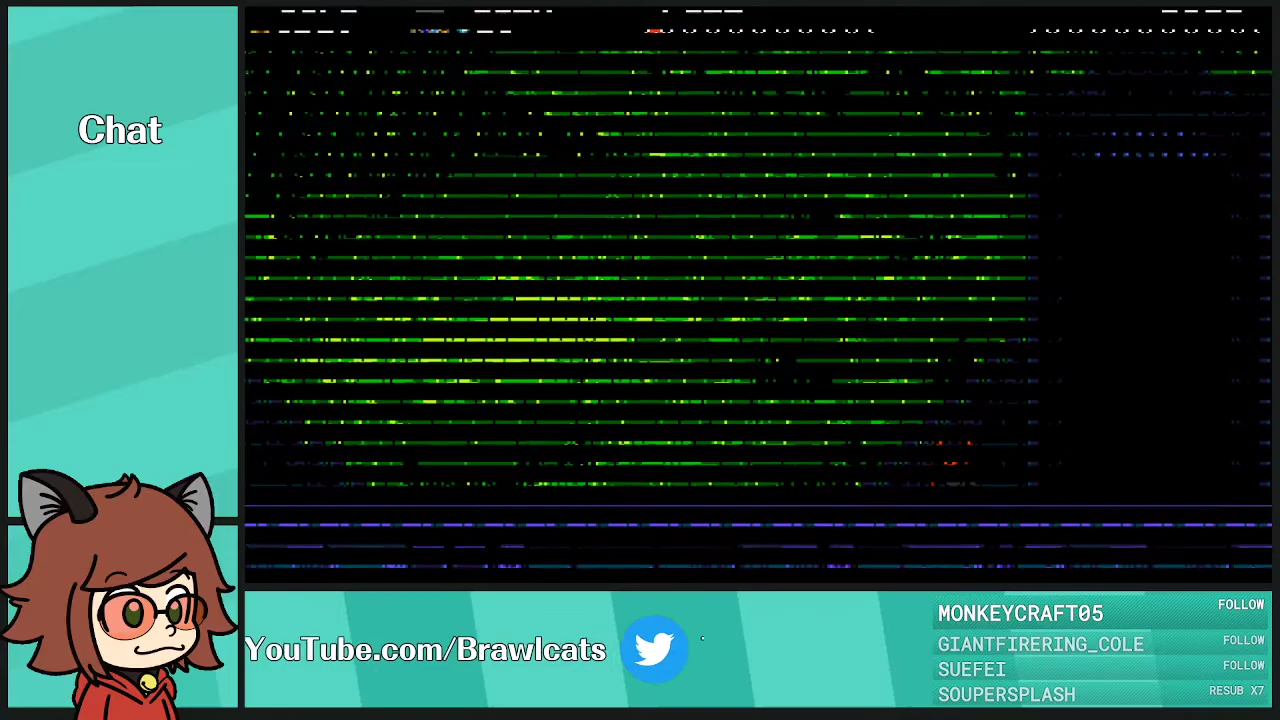 Chat
YouTube.com/Brawlcats
MONKEYCRAFT05 FOLLOW
GIANTFIRERING_COLE FOLLOW
SUEFEI FOLLOW
SOUPERSPLASH RESUB X7